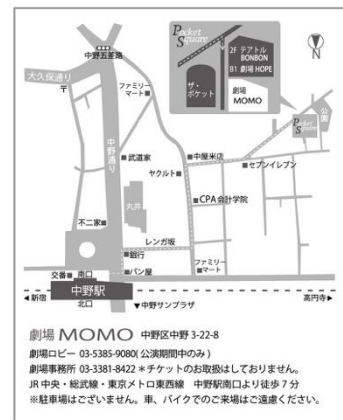 Pocket
Square
2F テアトル
BONBON
B1 劇場 HOPE
ザ・
ポケット
劇場
MOMO
N
中野五差路
大久保通り
〒
ファミリー
マート
公園
Pocket
Square
中野通り
武道家
中屋米店
ヤクルト
セブンイレブン
丸井
CPA会計学院
不二家
レンガ坂
銀行
ファミリー
マート
交番
南口
パン屋
◀新宿
中野駅
高円寺▶
北口
▼中野サンプラザ
劇場 MOMO 中野区中野 3-22-8
劇場ロビー 03-5385-9080(公演期間中のみ)
劇場事務所 03-3381-8422 *チケットのお取扱はしておりません。
JR 中央・総武線・東京メトロ東西線 中野駅南口より徒歩 7 分
※駐車場はございません。車、バイクでのご来場はご遠慮ください。